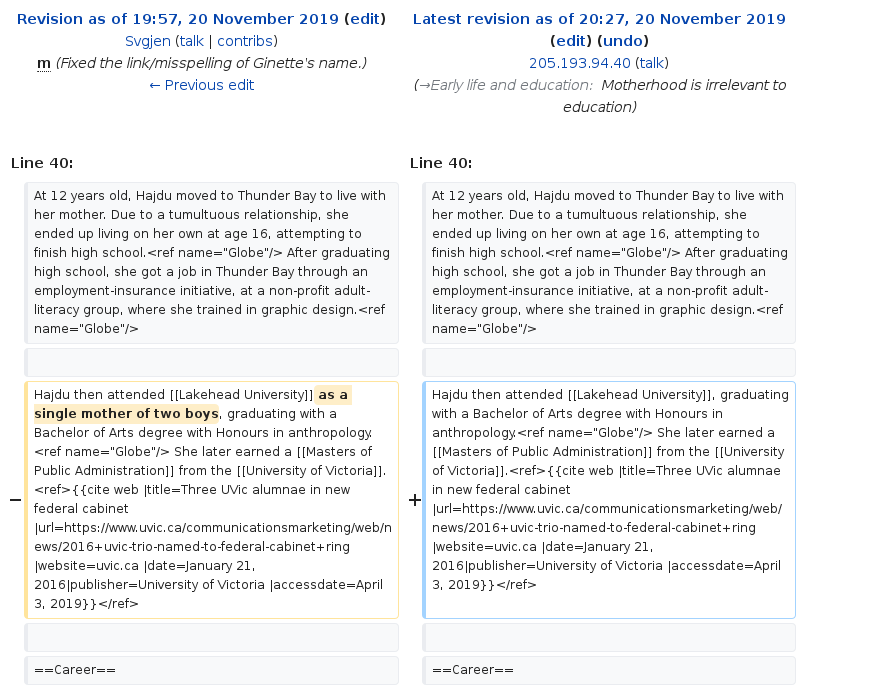 Revision as of 19:57, 20 November 2019 (edit)
Svgjen (talk | contribs)
m (Fixed the link/misspelling of Ginette's name.)
← Previous edit
Latest revision as of 20:27, 20 November 2019
(edit) (undo)
205.193.94.40 (talk)
(→Early life and education: Motherhood is irrelevant to
education)
Line 40:
At 12 years old, Hajdu moved to Thunder Bay to live with
her mother. Due to a tumultuous relationship, she
ended up living on her own at age 16, attempting to
finish high school.<ref name="Globe"/> After graduating
high school, she got a job in Thunder Bay through an
employment-insurance initiative, at a non-profit adult-
literacy group, where she trained in graphic design.<ref
name="Globe"/>
Hajdu then attended [[Lakehead University]] as a
single mother of two boys, graduating with a
Bachelor of Arts degree with Honours in anthropology.
<ref name="Globe"/> She later earned a [[Masters of
Public Administration]] from the [[University of Victoria]].
− <ref>{{cite web |title=Three UVic alumnae in new
federal cabinet
|url=https://www.uvic.ca/communicationsmarketing/web/n
ews/2016+uvic-trio-named-to-federal-cabinet+ring
|website=uvic.ca |date=January 21,
2016|publisher=University of Victoria |accessdate=April
3, 2019}}</ref>
==Career==
Line 40:
At 12 years old, Hajdu moved to Thunder Bay to live with
her mother. Due to a tumultuous relationship, she
ended up living on her own at age 16, attempting to
finish high school.<ref name="Globe"/> After graduating
high school, she got a job in Thunder Bay through an
employment-insurance initiative, at a non-profit adult-
literacy group, where she trained in graphic design.<ref
name="Globe"/>
Hajdu then attended [[Lakehead University]], graduating
with a Bachelor of Arts degree with Honours in
anthropology.<ref name="Globe"/> She later earned a
[[Masters of Public Administration]] from the [[University
of Victoria]].<ref>{{cite web |title=Three UVic alumnae
+ in new federal cabinet
|url=https://www.uvic.ca/communicationsmarketing/web/
news/2016+uvic-trio-named-to-federal-cabinet+ring
|website=uvic.ca |date=January 21,
2016|publisher=University of Victoria |accessdate=April
3, 2019}}</ref>
==Career==